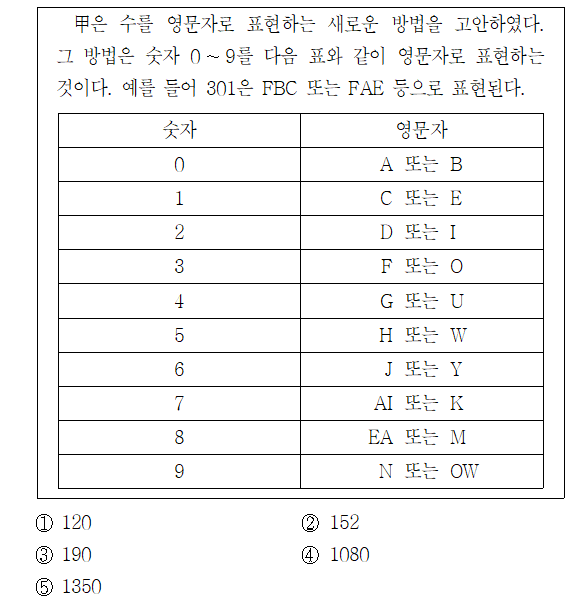 甲은 수를 영문자로 표현하는 새로운 방법을 고안하였다.
그 방법은 숫자 0~9를 다음 표와 같이 영문자로 표현하는
것이다. 예를 들어 301은 FBC 또는 FAE 등으로 표현된다.
숫자 영문자
0 A 또는 B
1 C 또는 E
2 D 또는 I
3 F 또는 O
4 G 또는 U
5 H 또는 W
6 J 또는 Y
7 AI 또는 K
8 EA 또는 M
9 N 또는 OW
① 120 ② 152
③ 190 ④ 1080
⑤ 1350